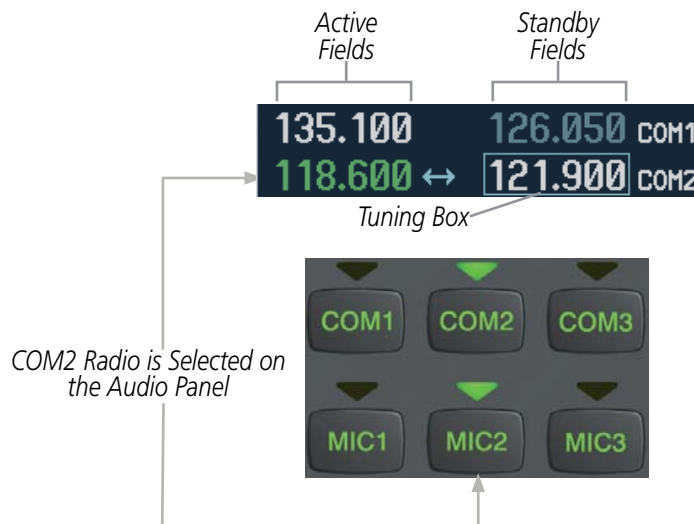 Active
Fields
Standby
Fields
135.100 126.050 COM1
118.600 ↔ 121.900 COM2
Tuning Box
COM1 COM2 COM3
COM2 Radio is Selected on
the Audio Panel
MIC1 MIC2 MIC3